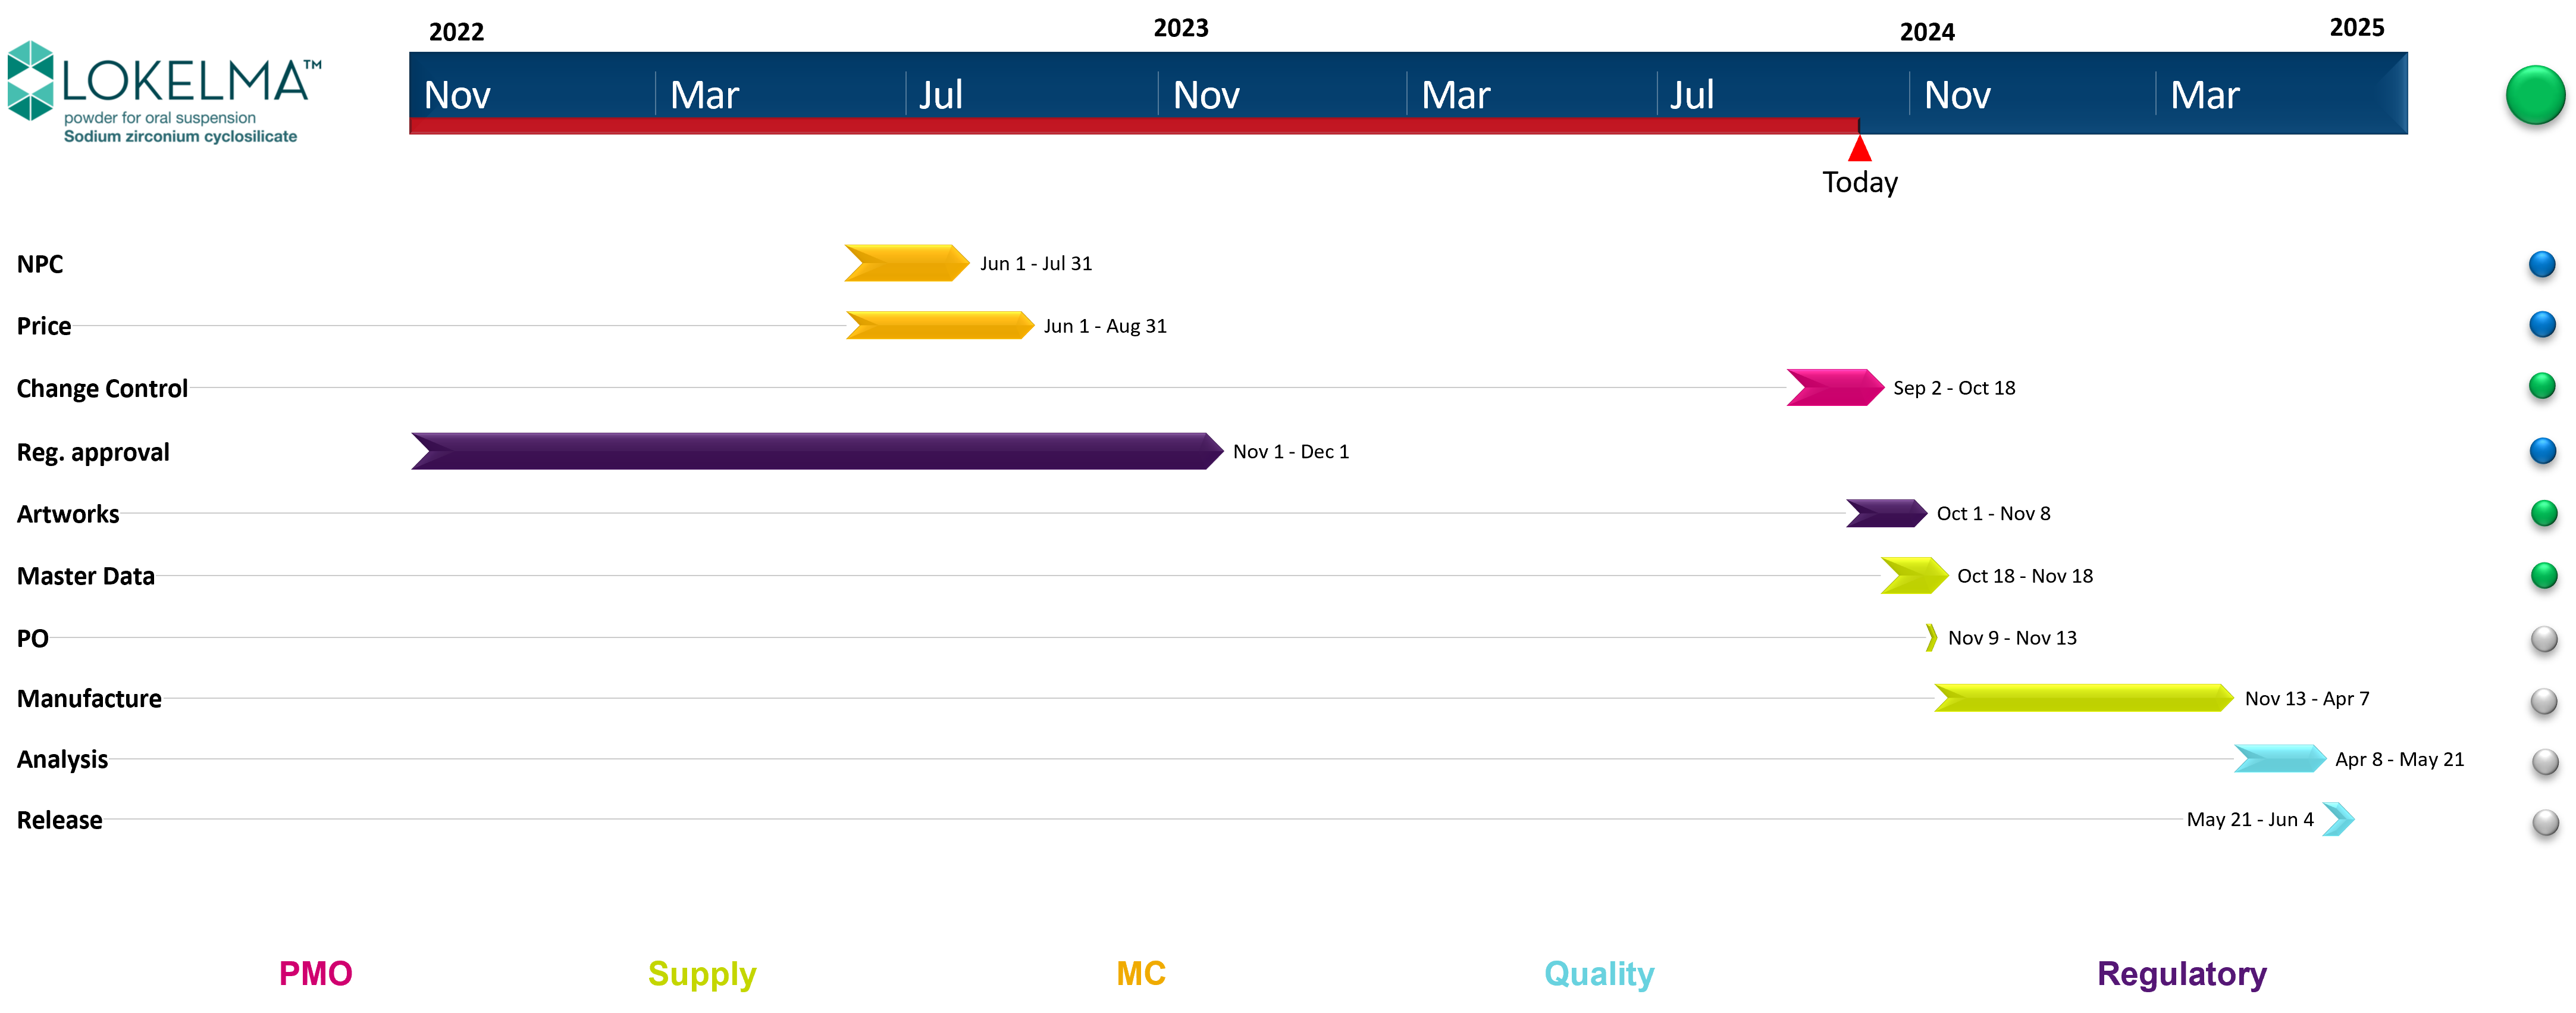 2022 2023 2024 2025
LOKELMA™
powder for oral suspension
Sodium zirconium cyclosilicate
Nov Mar Jul Nov Mar Jul Nov Mar
Today
NPC Jun 1 - Jul 31
Price Jun 1 - Aug 31
Change Control Sep 2 - Oct 18
Reg. approval Nov 1 - Dec 1
Artworks Oct 1 - Nov 8
Master Data Oct 18 - Nov 18
PO Nov 9 - Nov 13
Manufacture Nov 13 - Apr 7
Analysis Apr 8 - May 21
Release May 21 - Jun 4
PMO Supply MC Quality Regulatory